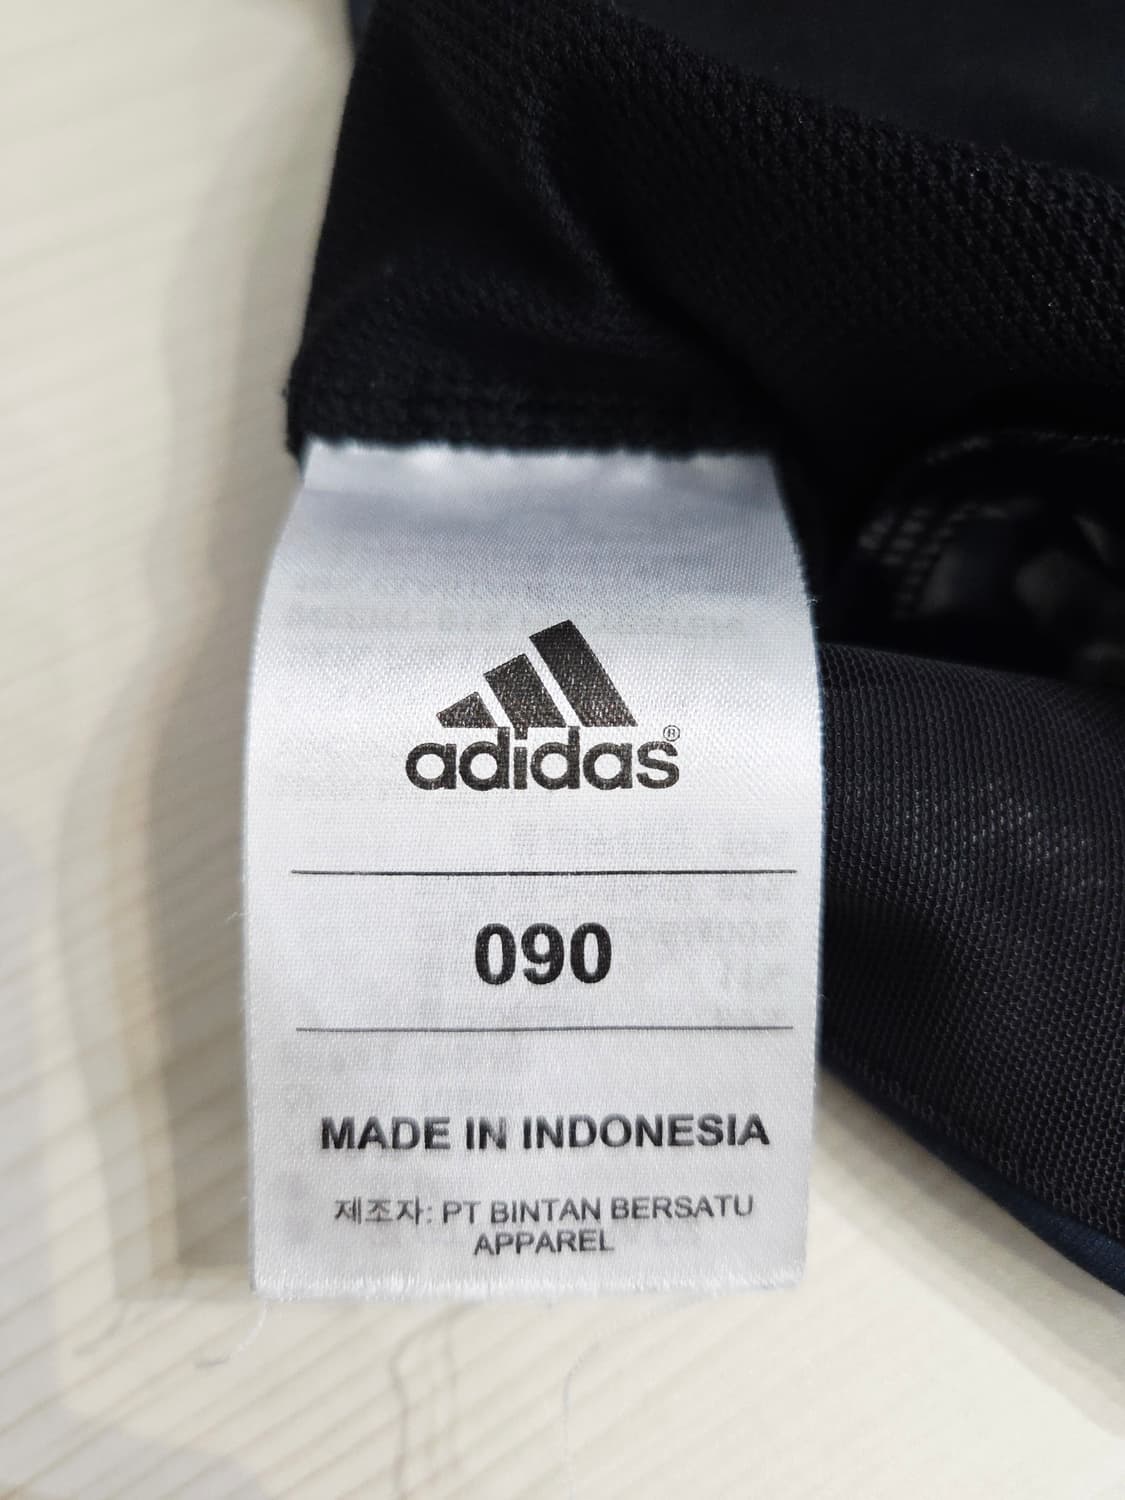 adidas®
090
MADE IN INDONESIA
제조자: PT BINTAN BERSATU
APPAREL